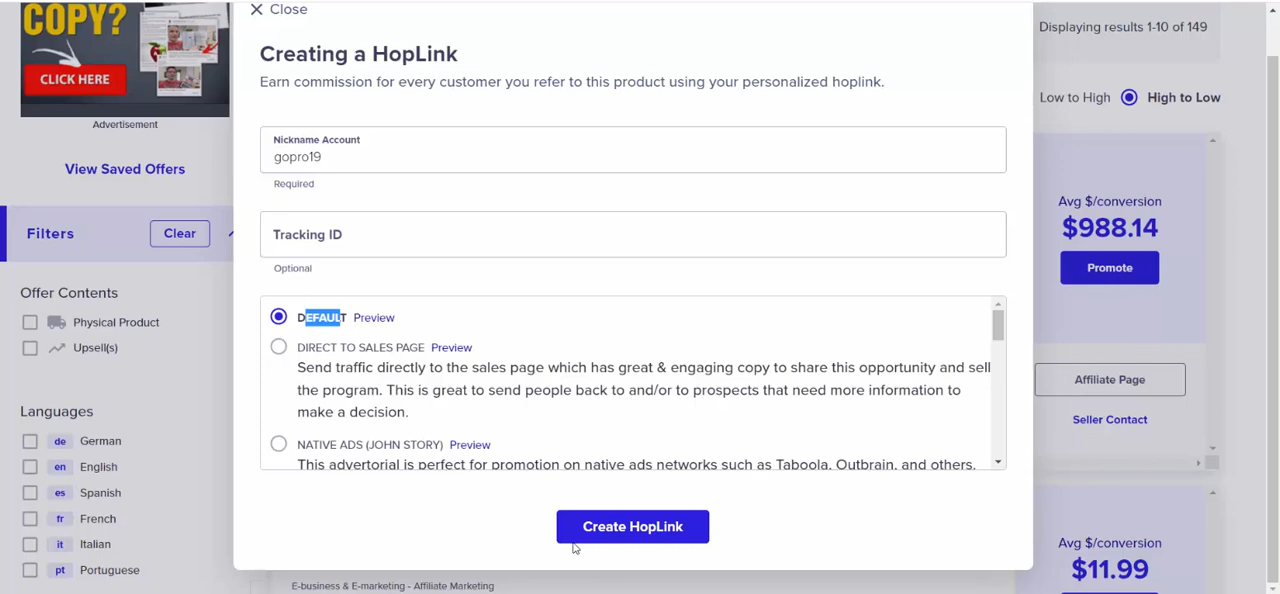 COPY?
CLICK HERE
Advertisement
View Saved Offers
Filters
Clear
Offer Contents
Physical Product
Upsell(s)
Languages
de German
en English
es Spanish
fr French
it Italian
pt Portuguese
Close
Creating a HopLink
Earn commission for every customer you refer to this product using your personalized hoplink.
Nickname Account
gopro19
Required
Tracking ID
Optional
DEFAULT Preview
DIRECT TO SALES PAGE Preview
Send traffic directly to the sales page which has great & engaging copy to share this opportunity and sell
the program. This is great to send people back to and/or to prospects that need more information to
make a decision.
NATIVE ADS (JOHN STORY) Preview
This advertorial is perfect for promotion on native ads networks such as Taboola, Outbrain, and others.
Create HopLink
E-business & E-marketing - Affiliate Marketing
Displaying results 1-10 of 149
Low to High High to Low
Avg $/conversion
$988.14
Promote
Affiliate Page
Seller Contact
Avg $/conversion
$11.99